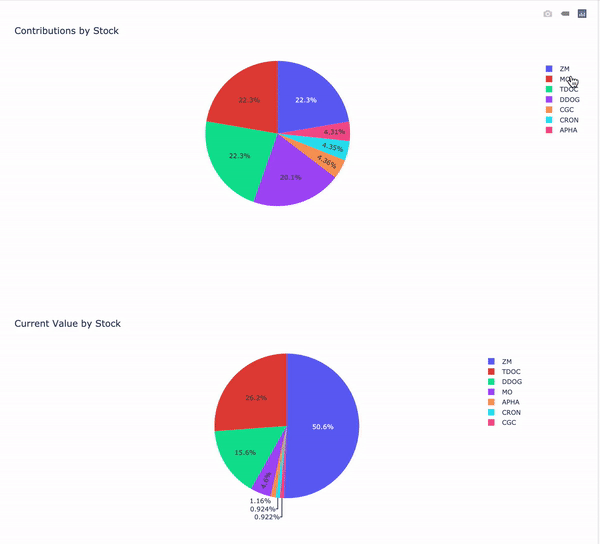 Contributions by Stock
ZM
MO
TDOC
DDOG
CGC
CRON
APHA
22.3%
22.3%
4.31%
4.35%
22.3%
4.36%
20.1%
Current Value by Stock
ZM
TDOC
DDOG
MO
APHA
CRON
CGC
26.2%
50.6%
15.6%
1.16%
0.924%
0.922%